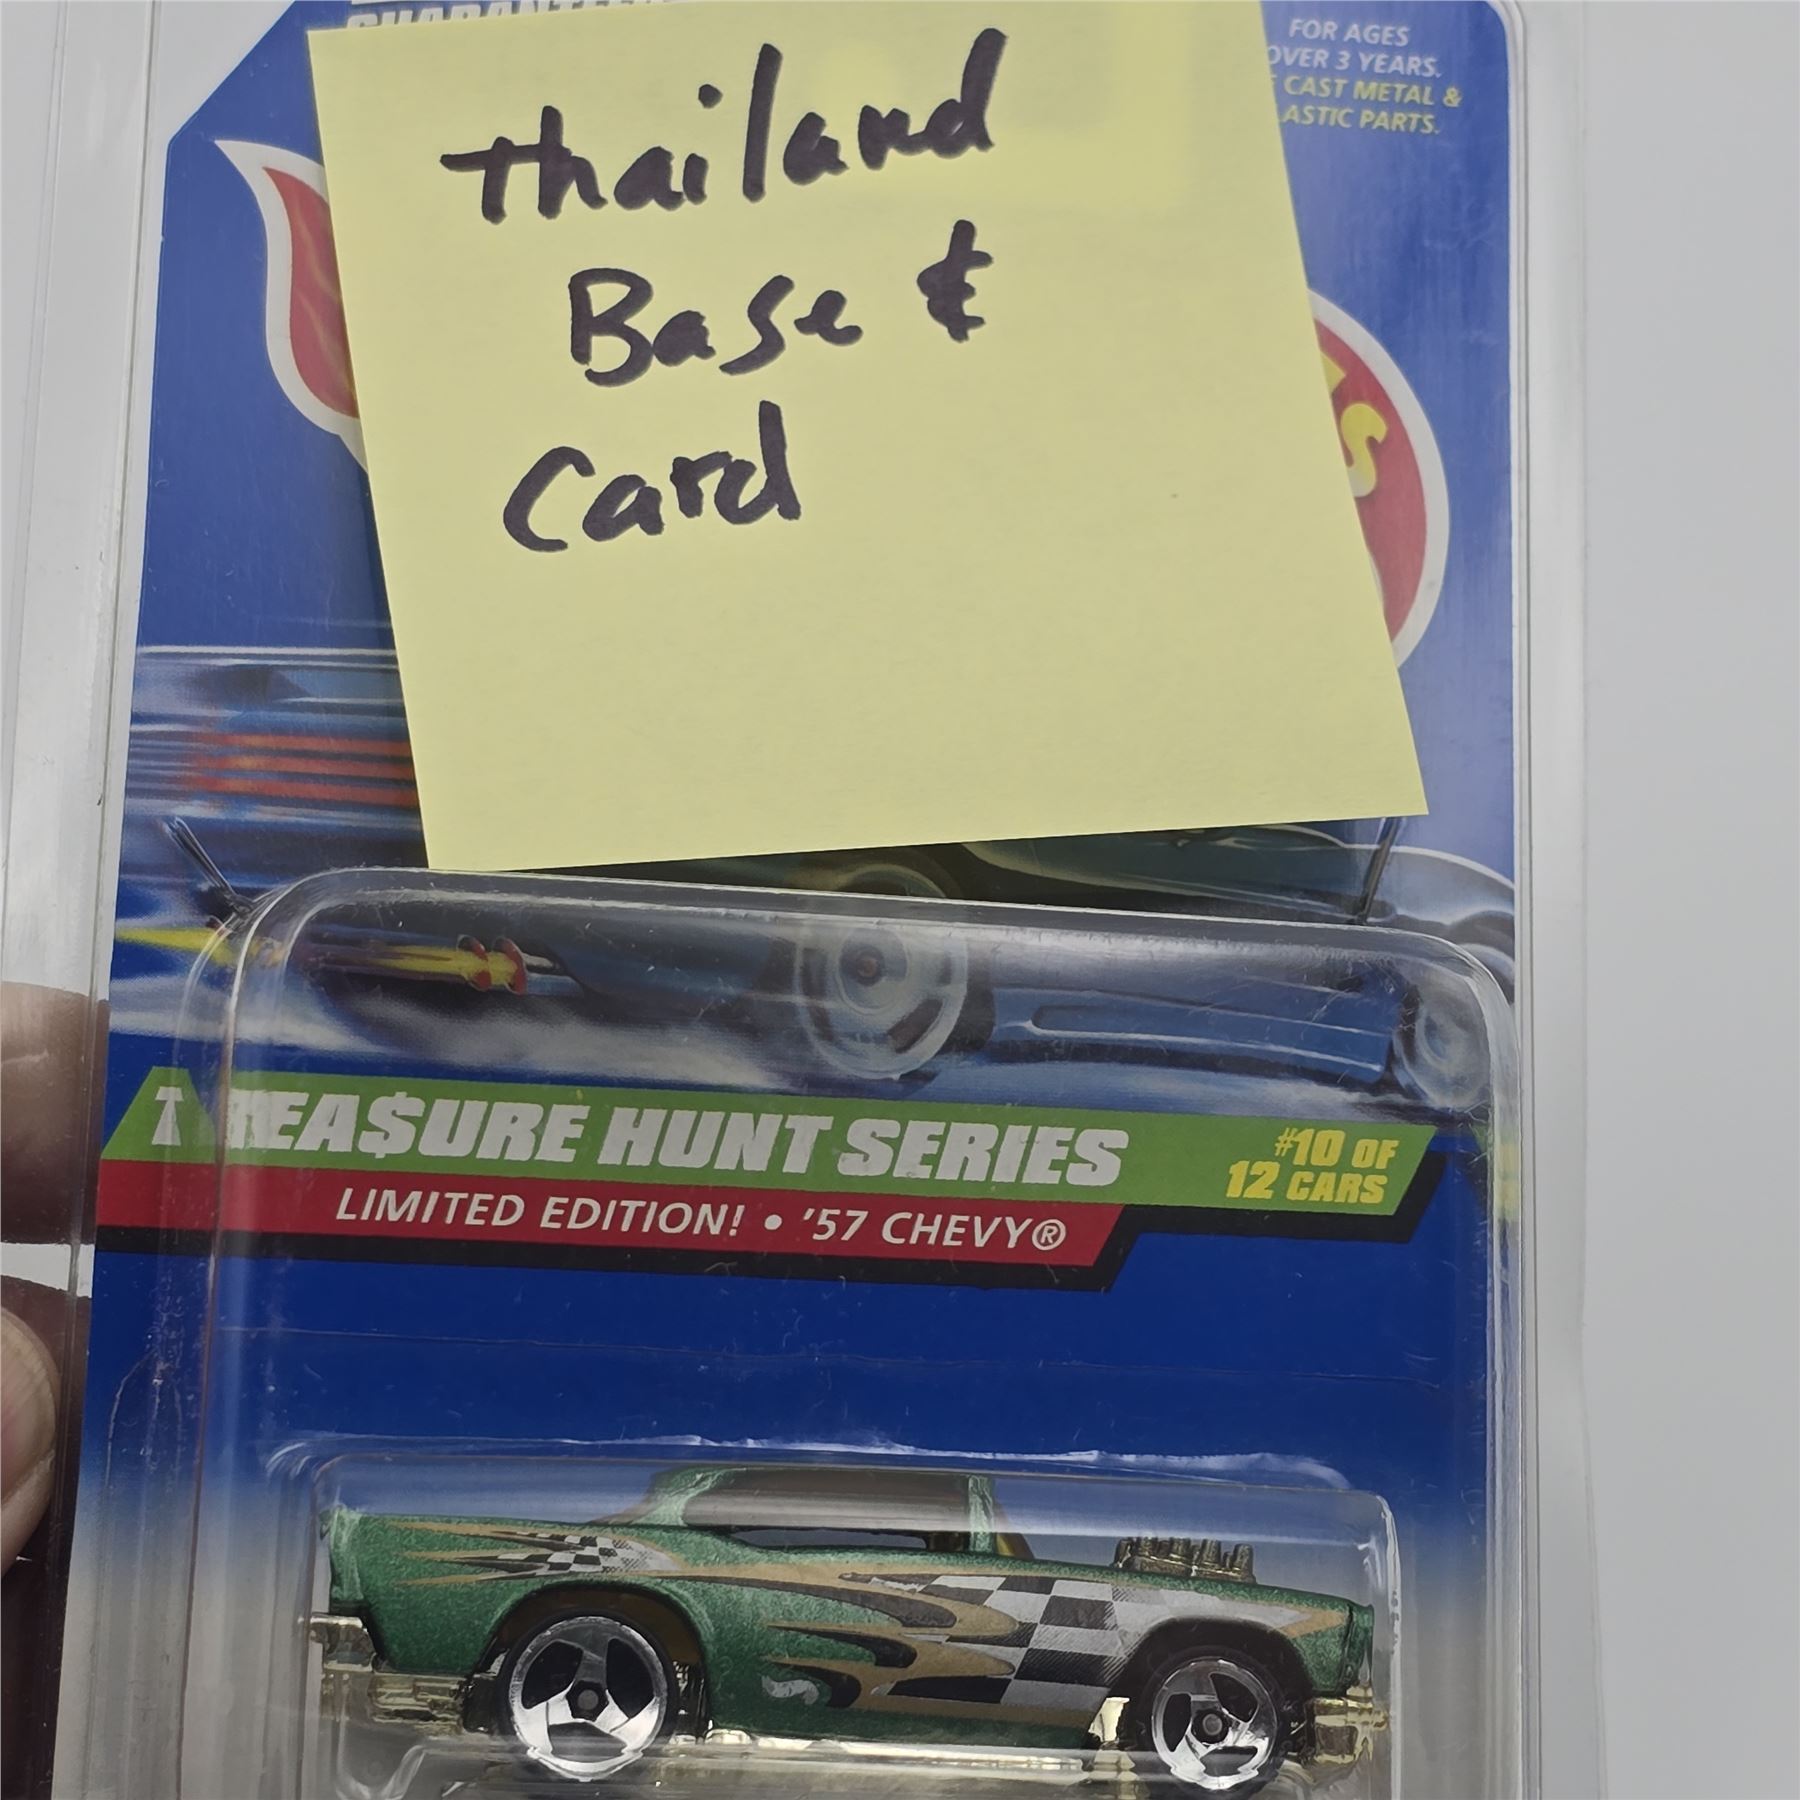 FOR AGES
OVER 3 YEARS.
CAST METAL &
ASTIC PARTS.
Thailand
Base &
Card
TREA$URE HUNT SERIES
#10 OF
12 CARS
LIMITED EDITION! • '57 CHEVY®